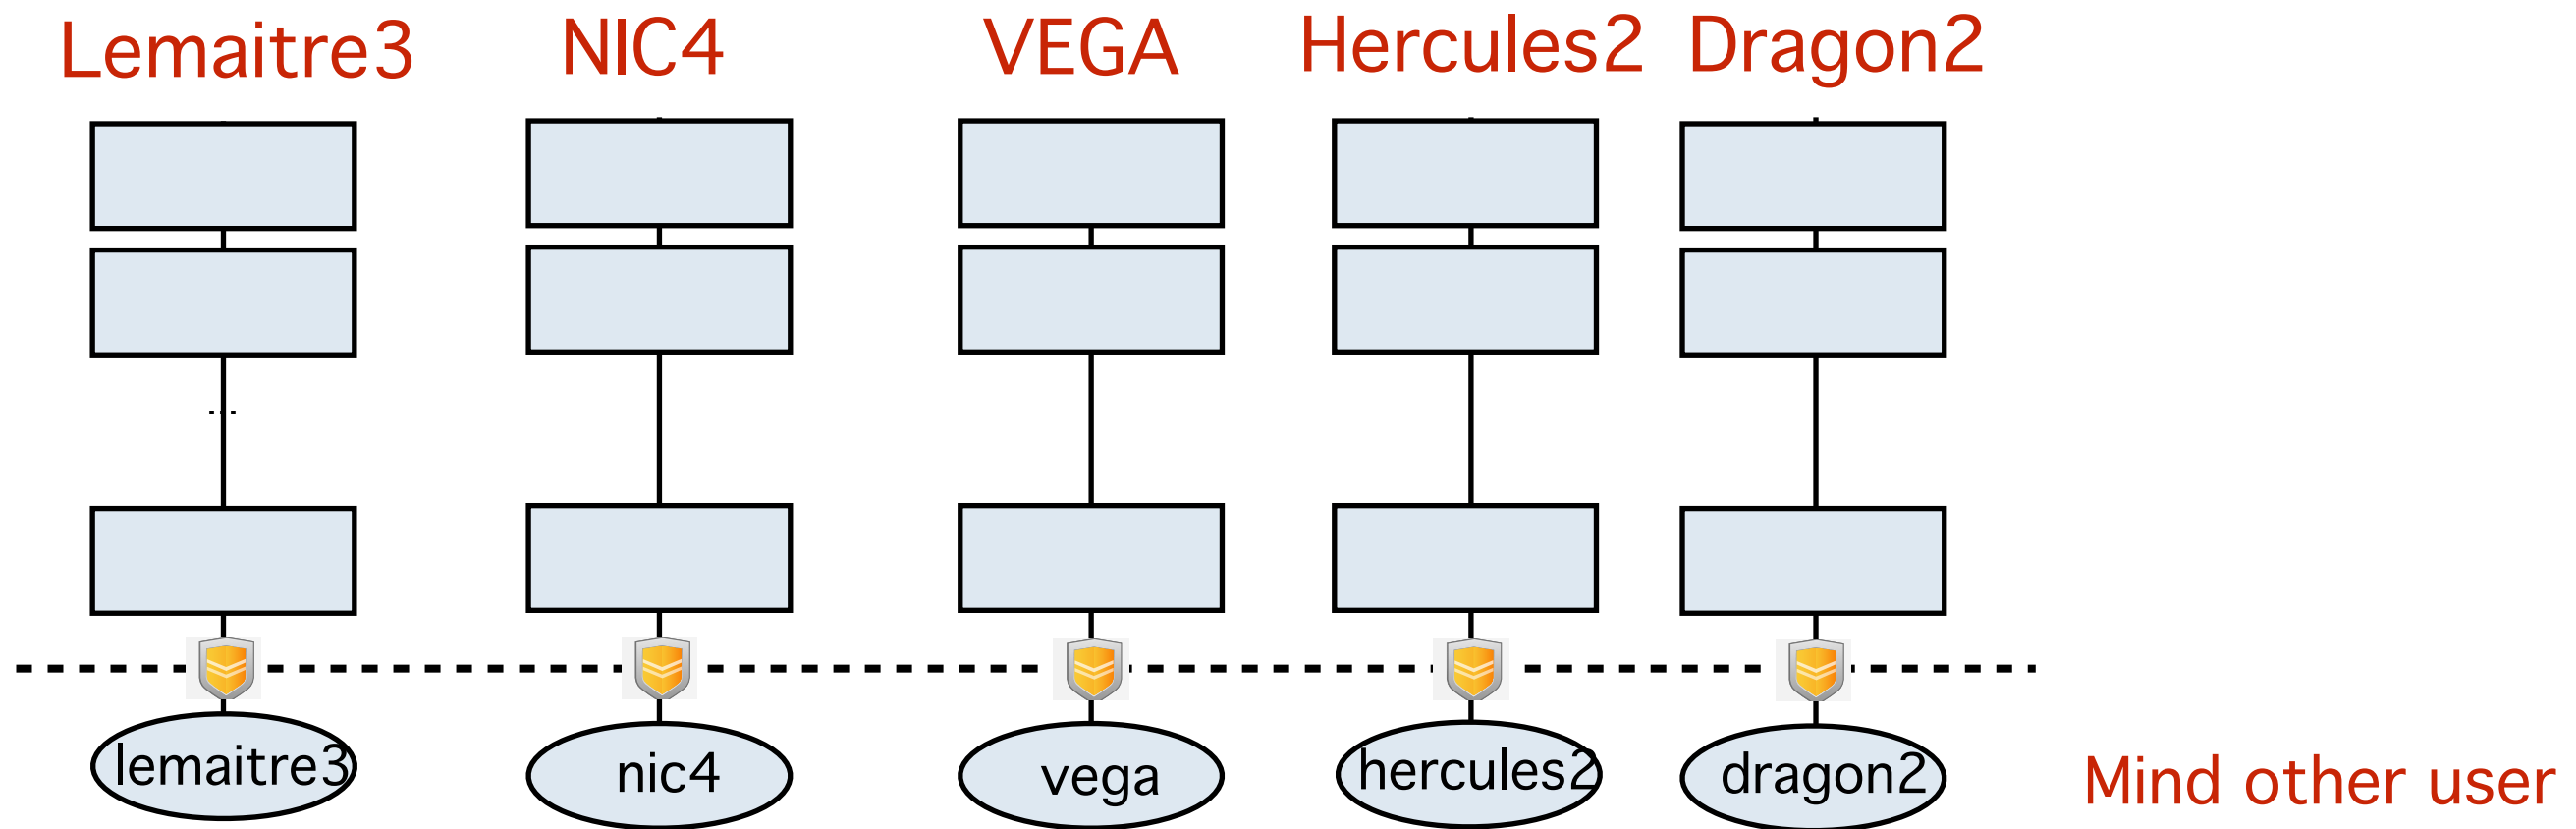 Lemaitre3 NIC4 VEGA Hercules2 Dragon2
...
lemaitre3 nic4 vega hercules2 dragon2 Mind other user